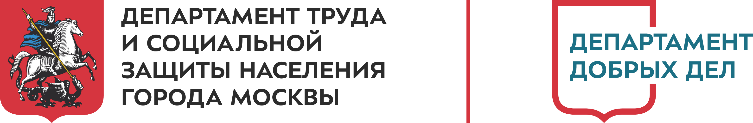 ДЕПАРТАМЕНТ ТРУДА
И СОЦИАЛЬНОЙ
ЗАЩИТЫ НАСЕЛЕНИЯ
ГОРОДА МОСКВЫ
ДЕПАРТАМЕНТ
ДОБРЫХ ДЕЛ